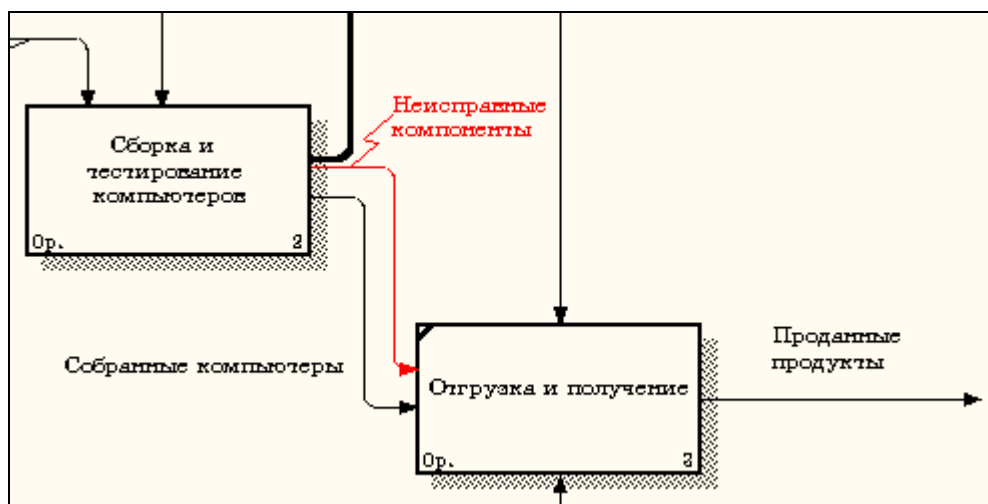 Неисправные
компоненты
Сборка и
тестирование
компьютеров
0р.
2
Собранные компьютеры
Проданные
продукты
Отгрузка и получение
0р.
3